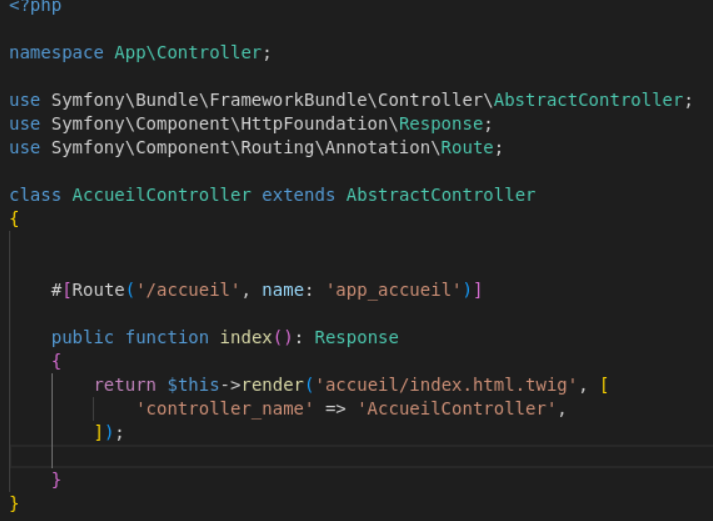 <?php
namespace App\Controller;
use Symfony\Bundle\FrameworkBundle\Controller\AbstractController;
use Symfony\Component\HttpFoundation\Response;
use Symfony\Component\Routing\Annotation\Route;
class AccueilController extends AbstractController
{
    #[Route('/accueil', name: 'app_accueil')]
    public function index(): Response
    {
        return $this->render('accueil/index.html.twig', [
            'controller_name' => 'AccueilController',
        ]);
    }
}